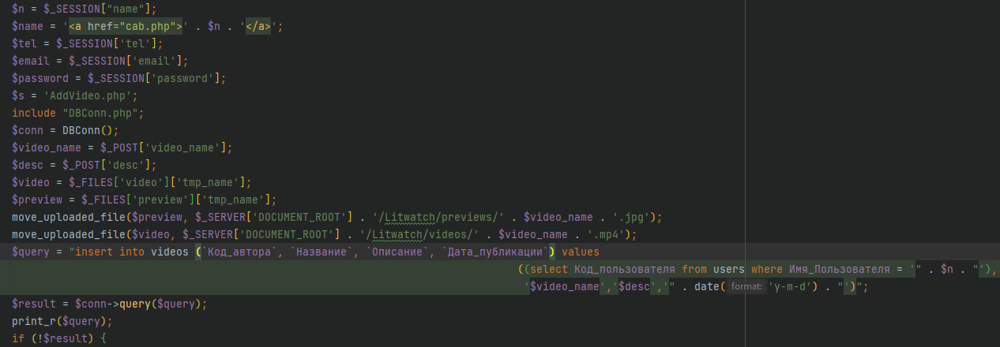 $n = $_SESSION["name"];
$name = '<a href="cab.php">' . $n . '</a>';
$tel = $_SESSION['tel'];
$email = $_SESSION['email'];
$password = $_SESSION['password'];
$s = 'AddVideo.php';
include "DBConn.php";
$conn = DBConn();
$video_name = $_POST['video_name'];
$desc = $_POST['desc'];
$video = $_FILES['video']['tmp_name'];
$preview = $_FILES['preview']['tmp_name'];
move_uploaded_file($preview, $_SERVER['DOCUMENT_ROOT'] . '/Litwatch/previews/' . $video_name . '.jpg');
move_uploaded_file($video, $_SERVER['DOCUMENT_ROOT'] . '/Litwatch/videos/' . $video_name . '.mp4');
$query = "insert into videos (`Код_автора`, `Название`, `Описание`, `Дата_публикации`) values
((select Код_пользователя from users where Имя_Пользователя = '" . $n . "'),
'$video_name','$desc','" . date( format: 'y-m-d') . "')";
$result = $conn->query($query);
print_r($query);
if (!$result) {